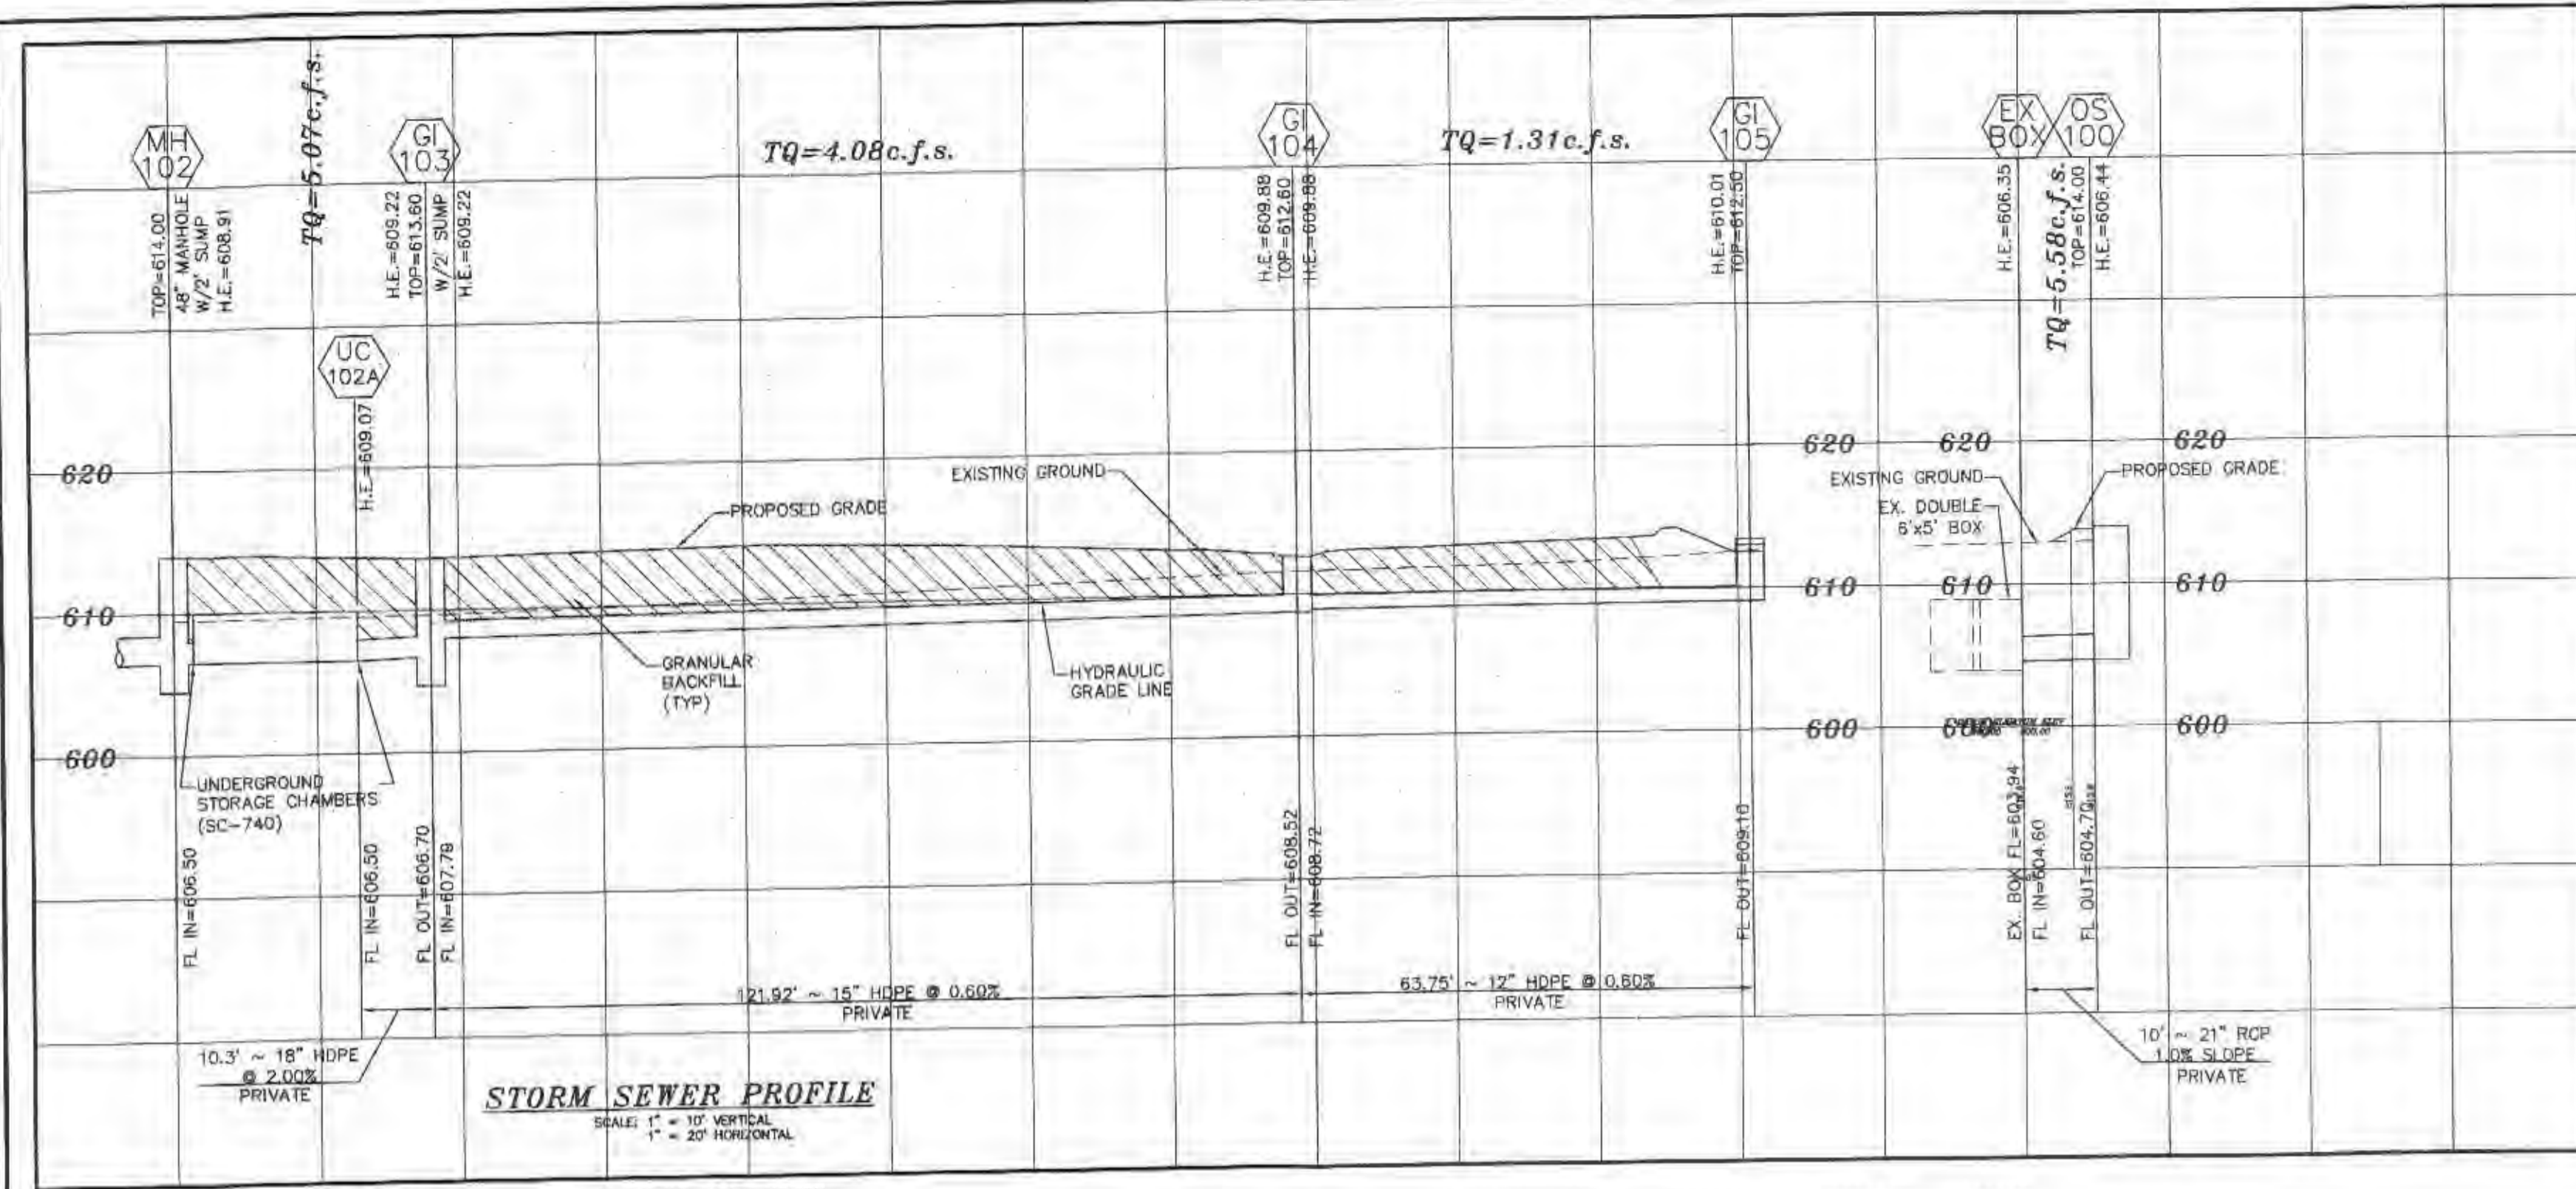 MH
102
TOP=614.00
48" MANHOLE
W/2' SUMP
H.E.=608.91
TQ=5.07c.f.s.
UC
102A
H.E.=609.07
GI
103
H.E.=609.22
TOP=613.60
W/2' SUMP
H.E.=609.22
TQ=4.08c.f.s.
GI
104
H.E.=609.88
TOP=612.60
H.E.=609.88
TQ=1.31c.f.s.
GI
105
H.E.=610.01
TOP=612.50
EX
BOX
H.E.=606.35
OS
100
TQ=5.58c.f.s.
TOP=614.00
H.E.=606.44
620
620
620
620
EXISTING GROUND
PROPOSED GRADE
EXISTING GROUND
PROPOSED GRADE
EX. DOUBLE
6'x5' BOX
610
610
610
610
GRANULAR
BACKFILL
(TYP)
HYDRAULIC
GRADE LINE
600
600
600
600
UNDERGROUND
STORAGE CHAMBERS
(SC-740)
FL IN=606.50
FL IN=606.50
FL OUT=606.70
FL IN=607.79
FL OUT=608.52
FL IN=608.72
FL OUT=609.10
EX. BOX FL=603.94
FL IN=604.60
FL OUT=604.70
121.92' ~ 15" HDPE @ 0.60%
PRIVATE
63.75' ~ 12" HDPE @ 0.60%
PRIVATE
10.3' ~ 18" HDPE
@ 2.00%
PRIVATE
10' ~ 21" RCP
1.0% SLOPE
PRIVATE
STORM SEWER PROFILE
SCALE: 1" = 10' VERTICAL
1" = 20' HORIZONTAL